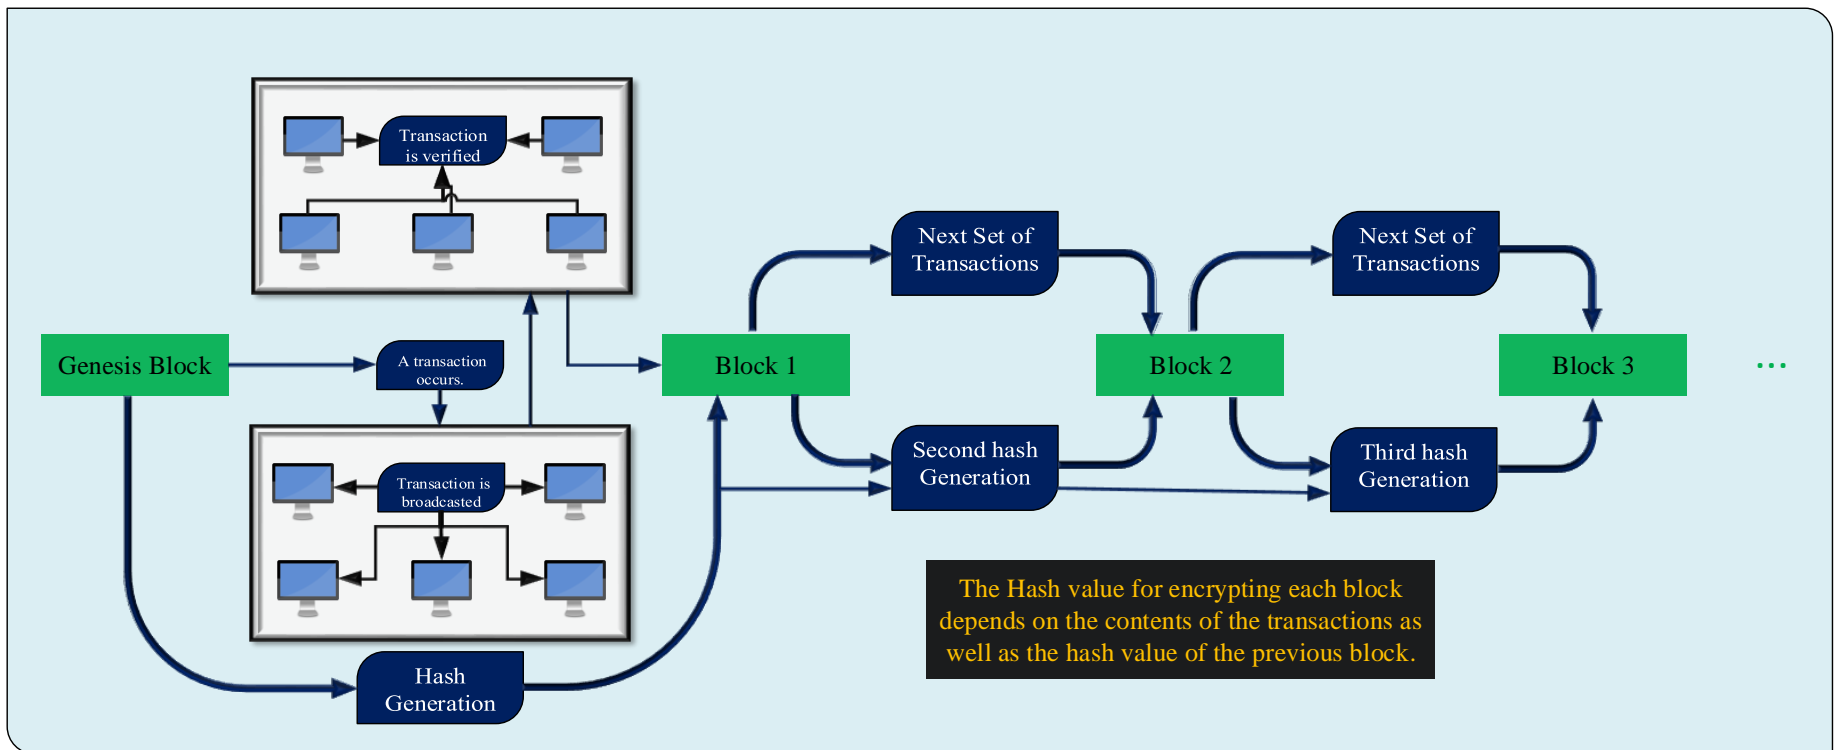 Transaction
is verified
Next Set of
Transactions
Next Set of
Transactions
Genesis Block
A transaction
occurs.
Block 1
Block 2
Block 3
...
Transaction is
broadcasted
Second hash
Generation
Third hash
Generation
Hash
Generation
The Hash value for encrypting each block
depends on the contents of the transactions as
well as the hash value of the previous block.